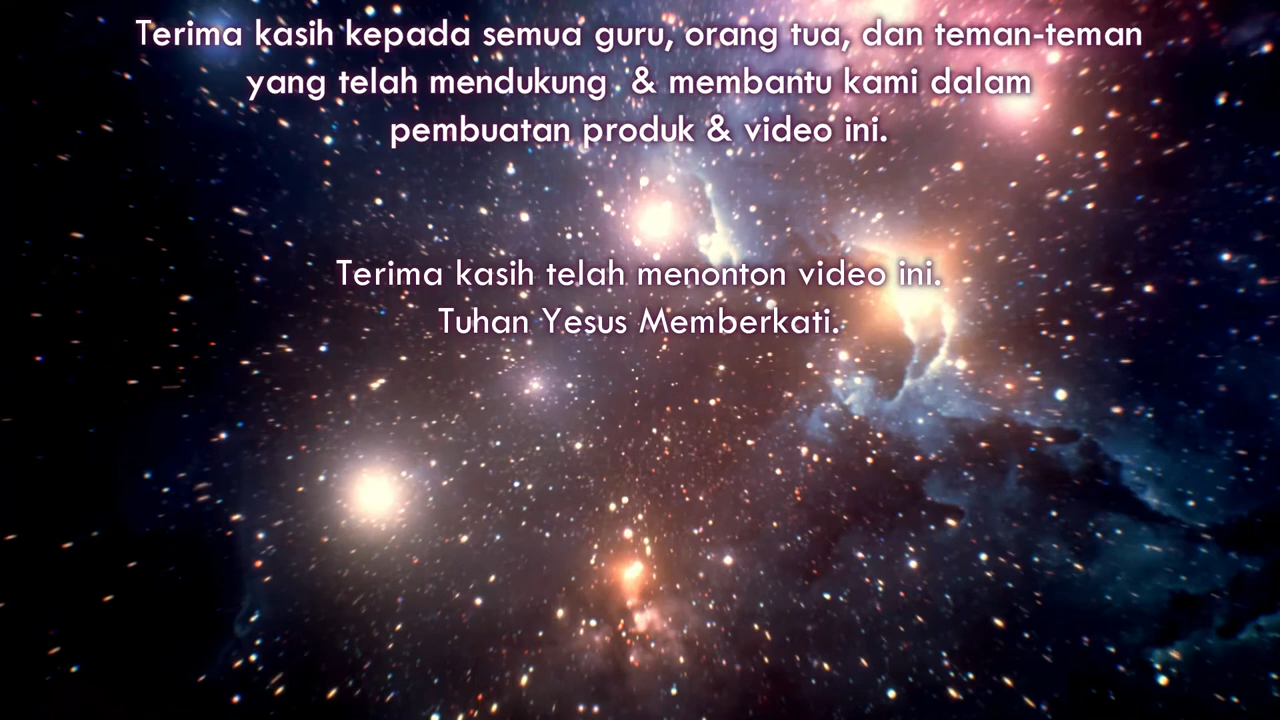 Terima kasih kepada semua guru, orang tua, dan teman-teman
yang telah mendukung  & membantu kami dalam
pembuatan produk & video ini.
Terima kasih telah menonton video ini.
Tuhan Yesus Memberkati.